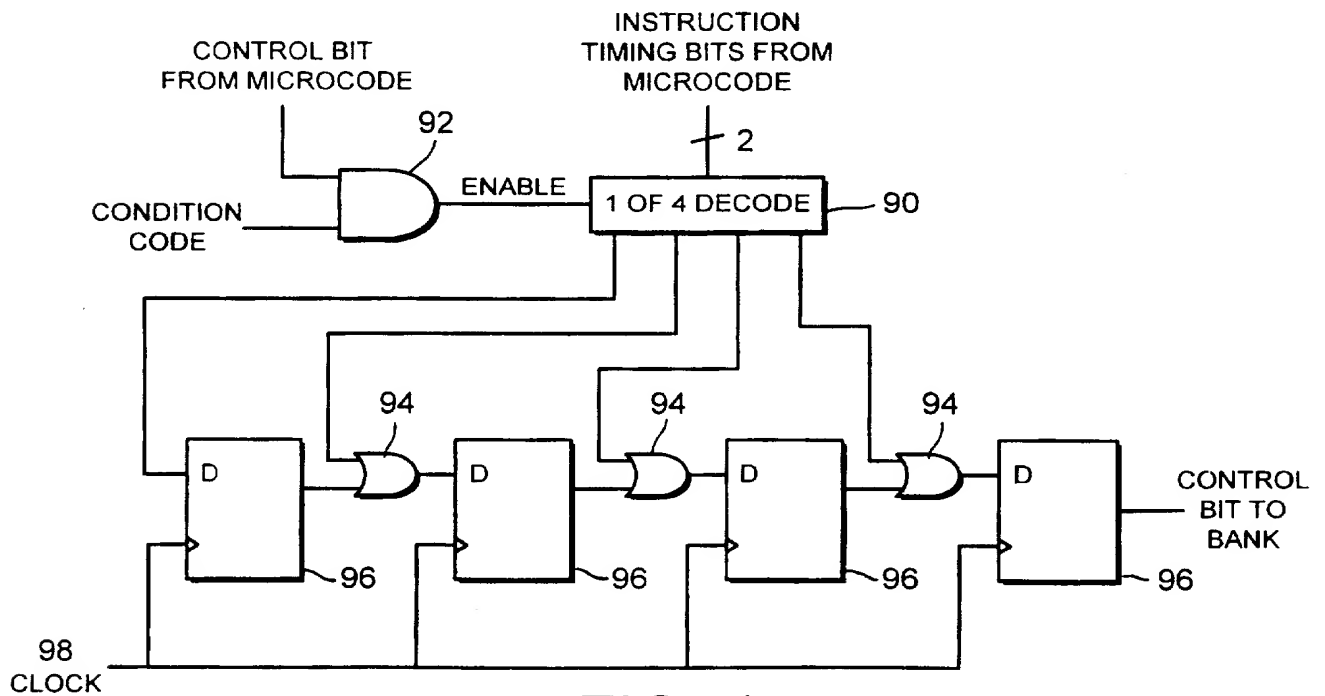 INSTRUCTION
TIMING BITS FROM
MICROCODE
CONTROL BIT
FROM MICROCODE
92
2
ENABLE
1 OF 4 DECODE
90
CONDITION
CODE
94
94
94
D
D
D
D
CONTROL
BIT TO
BANK
96
96
96
96
98
CLOCK